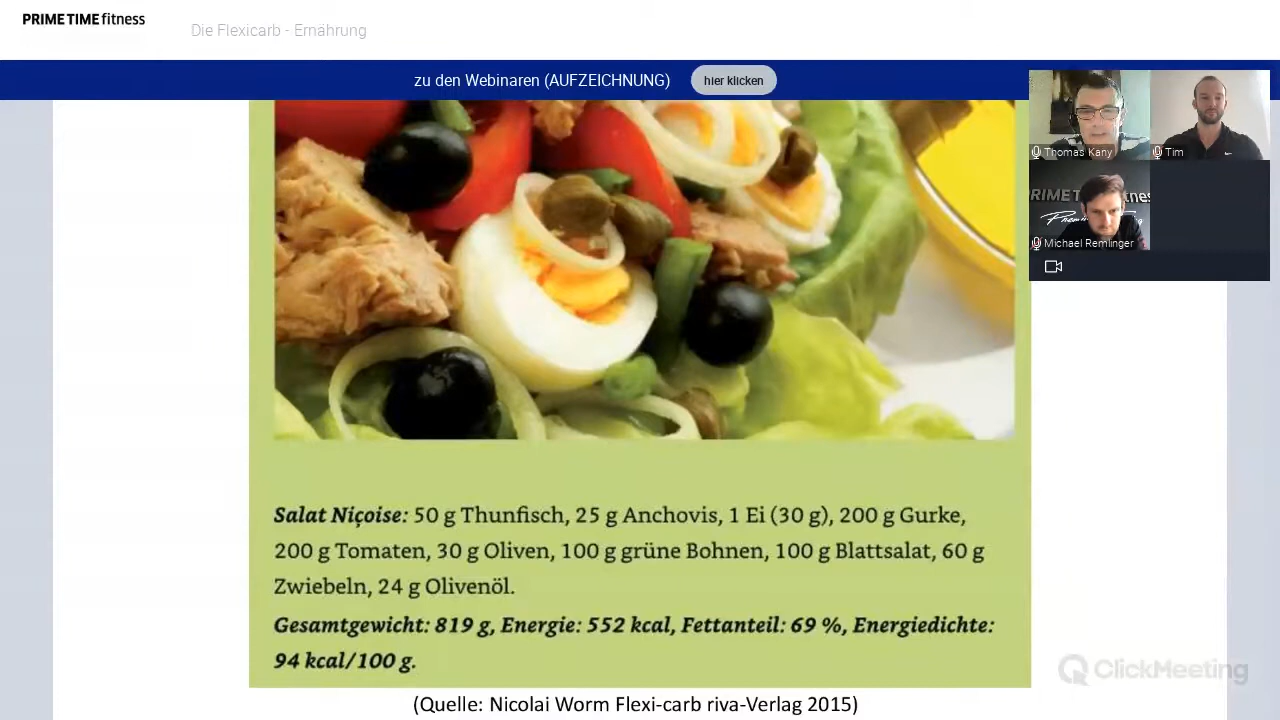 PRIME TIME fitness
Die Flexicarb - Ernährung
zu den Webinaren (AUFZEICHNUNG)
hier klicken
Thomas Kany
Tim
Michael Remlinger
Salat Niçoise: 50 g Thunfisch, 25 g Anchovis, 1 Ei (30 g), 200 g Gurke,
200 g Tomaten, 30 g Oliven, 100 g grüne Bohnen, 100 g Blattsalat, 60 g
Zwiebeln, 24 g Olivenöl.
Gesamtgewicht: 819 g, Energie: 552 kcal, Fettanteil: 69 %, Energiedichte:
94 kcal/100 g.
ClickMeeting
(Quelle: Nicolai Worm Flexi-carb riva-Verlag 2015)